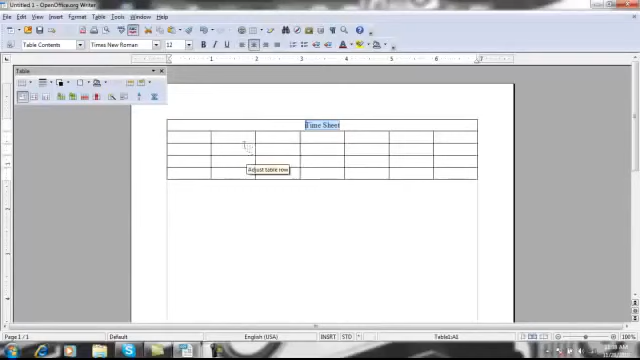 Untitled 1 - OpenOffice.org Writer
File Edit View Insert Format Table Tools Window Help
Table Contents Times New Roman 12 B I U
Table
Time Sheet
Adjust table row
Page 1 / 1 Default English (USA) INSRT STD Table1:A1 100%